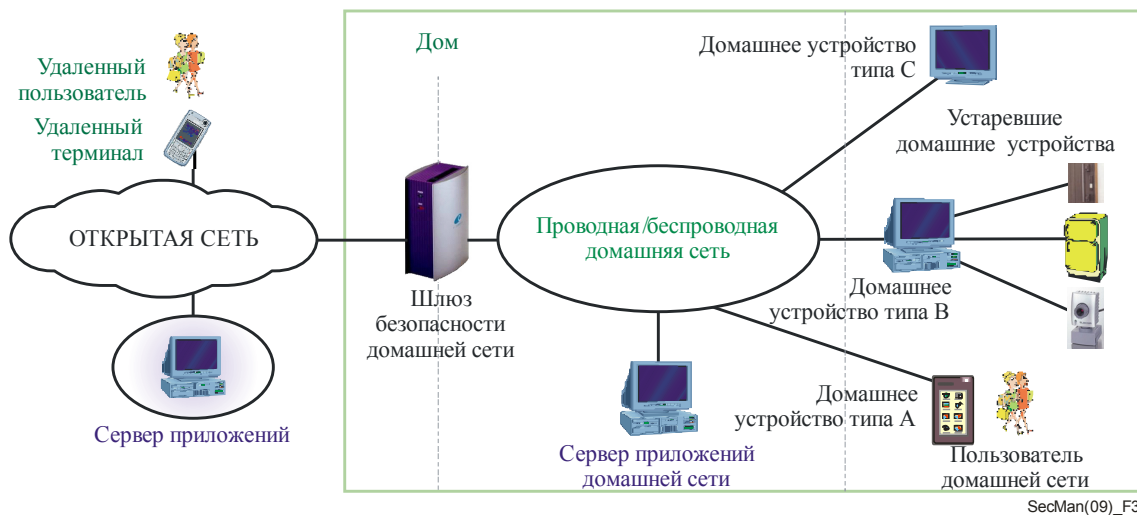 Дом
Удаленный
пользователь
Удаленный
терминал
ОТКРЫТАЯ СЕТЬ
Сервер приложений
Шлюз
безопасности
домашней сети
Проводная/беспроводная
домашняя сеть
Сервер приложений
домашней сети
Домашнее устройство
типа C
Устаревшие
домашние устройства
Домашнее
устройство типа B
Домашнее
устройство типа A
Пользователь
домашней сети
SecMan(09)_F3